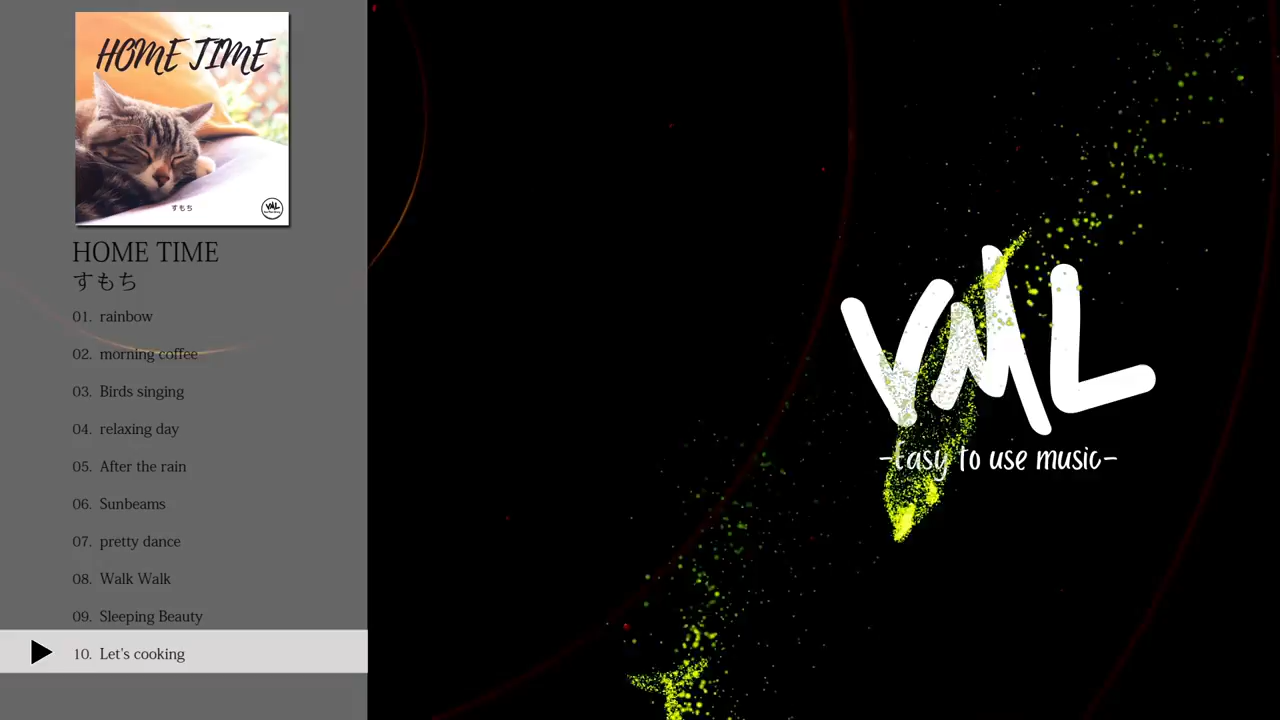 HOME TIME
すもち
VML
HOME TIME
すもち
01. rainbow
02. morning coffee
03. Birds singing
04. relaxing day
05. After the rain
06. Sunbeams
07. pretty dance
08. Walk Walk
09. Sleeping Beauty
10. Let's cooking
VML
-Easy to use music-